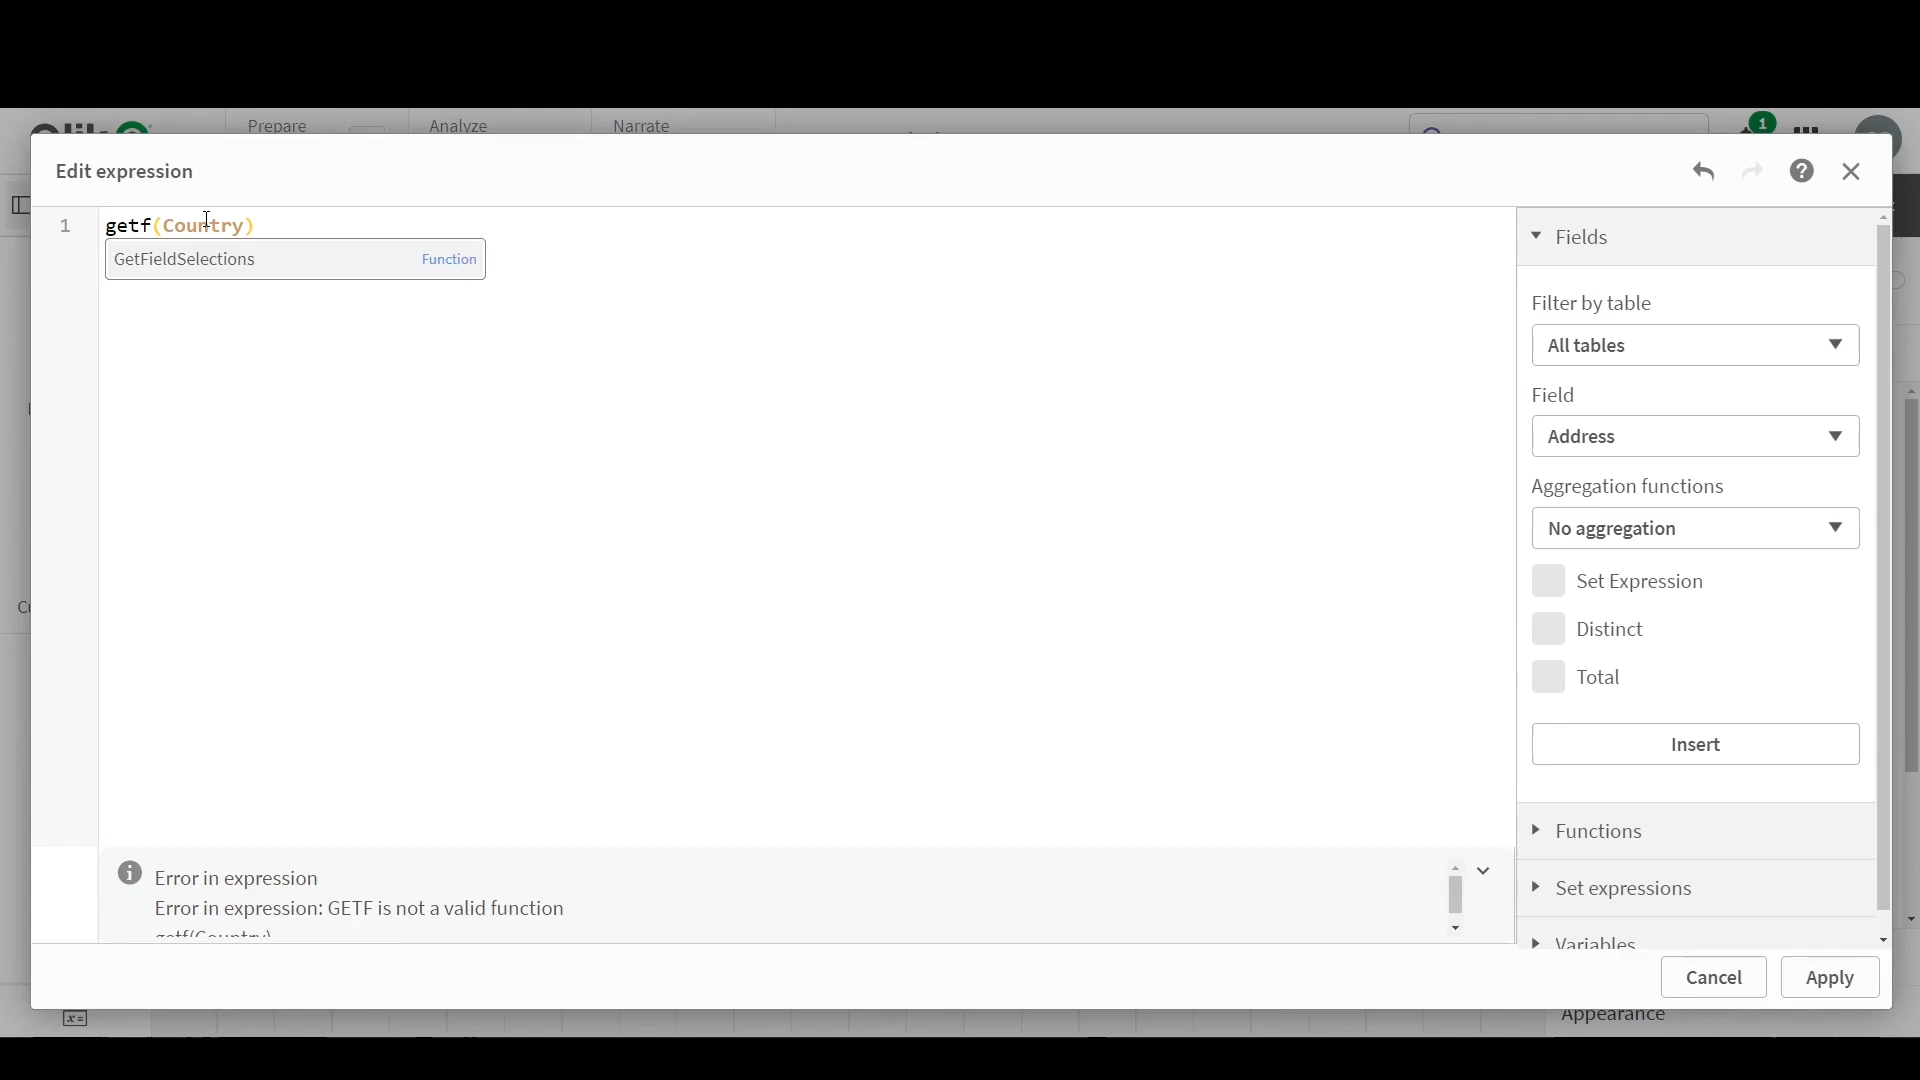 Prepare
Analyze
Narrate
1
Edit expression
1
getf(Country)
GetFieldSelections Function
Fields
Filter by table
All tables
Field
Address
Aggregation functions
No aggregation
Set Expression
Distinct
Total
Insert
Functions
Set expressions
Variables
Error in expression
Error in expression: GETF is not a valid function
getf(Country)
Cancel
Apply
x=
Appearance